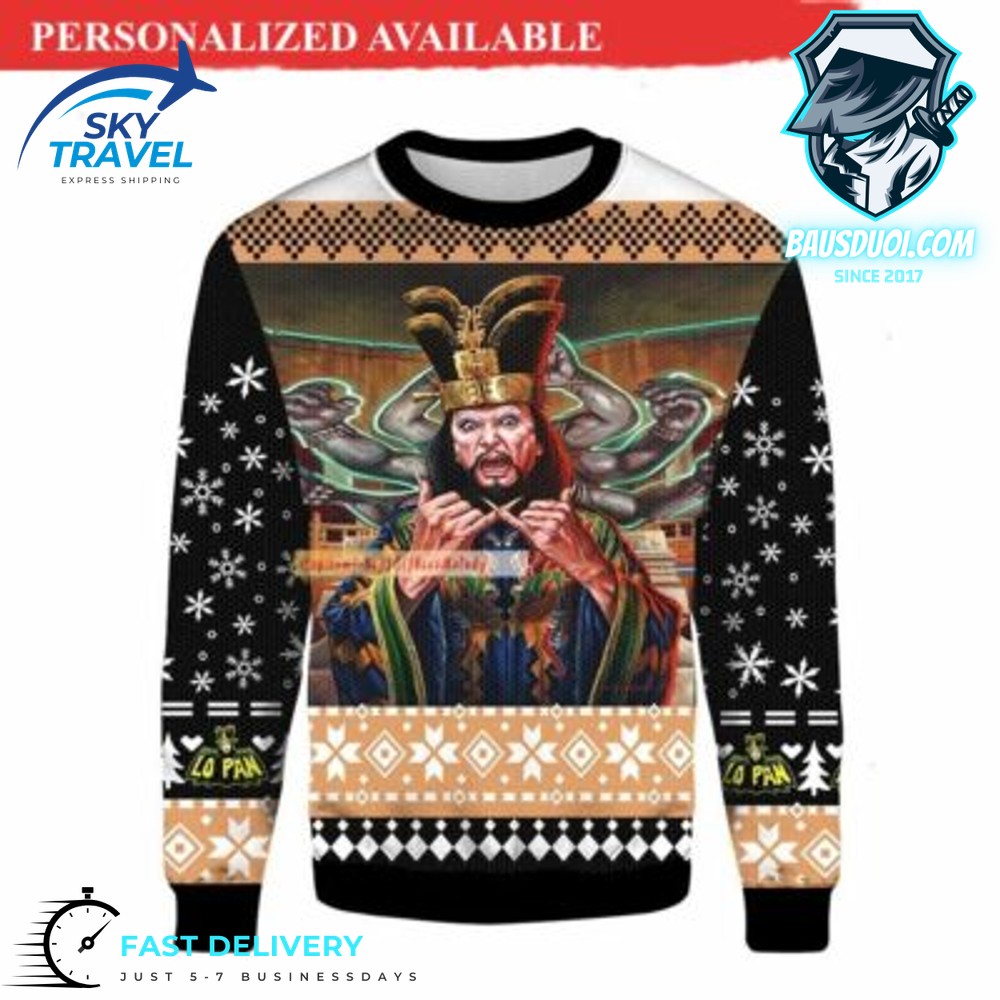 PERSONALIZED AVAILABLE
SKY
TRAVEL
EXPRESS SHIPPING
BAUSDUOI.COM
SINCE 2017
LO PAN
LO PAN
FAST DELIVERY
JUST 5-7 BUSINESSDAYS